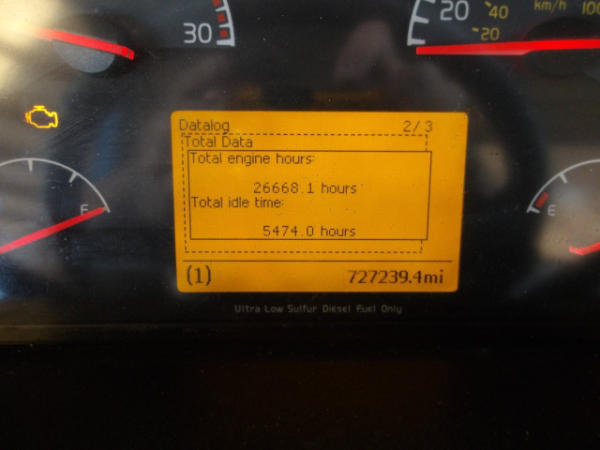 30
20
40
20
km/h
100
Datalog 2/3
Total Data
Total engine hours:
26668.1 hours
Total idle time:
5474.0 hours
(1) 727239.4mi
F
E
Ultra Low Sulfur Diesel Fuel Only